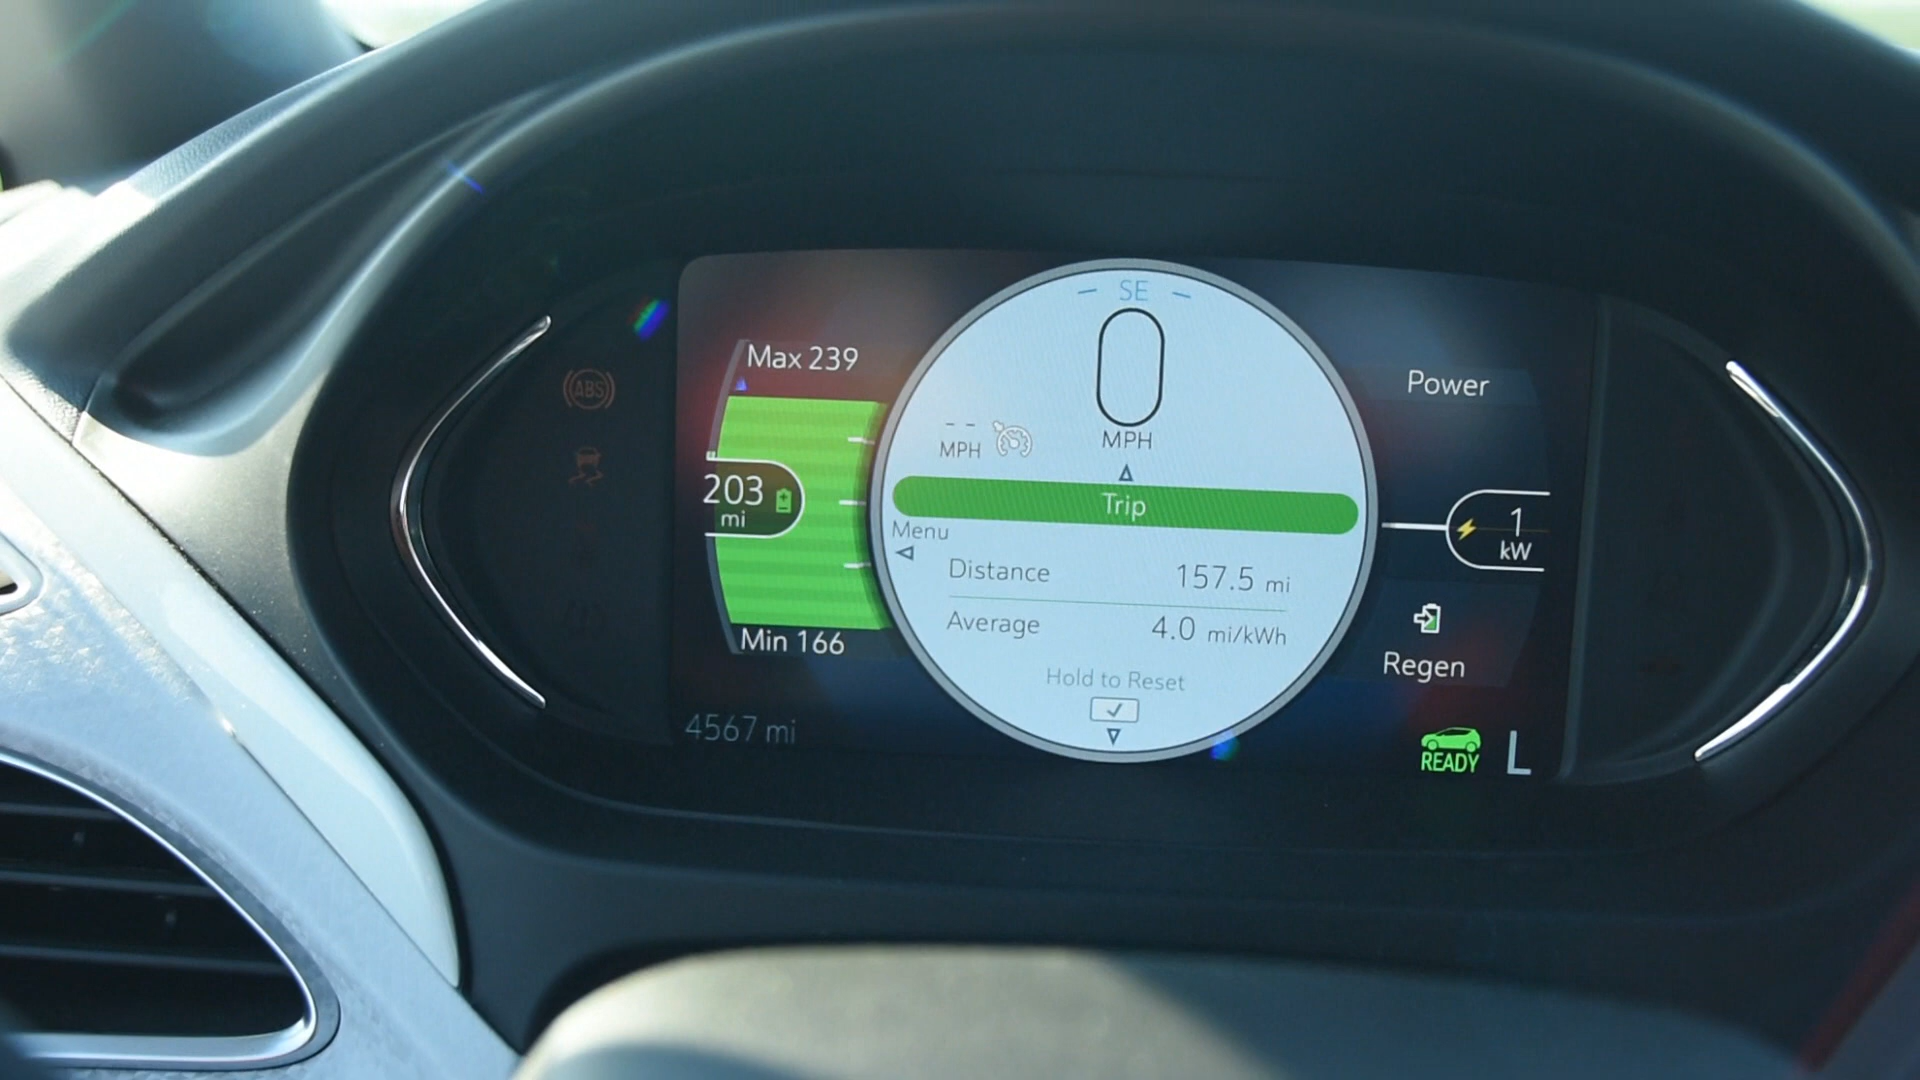 SE
0
MPH
-- MPH
Max 239
203
mi
Min 166
4567 mi
ABS
Trip
Menu
Distance 157.5 mi
Average 4.0 mi/kWh
Hold to Reset
Power
1
kW
Regen
READY L